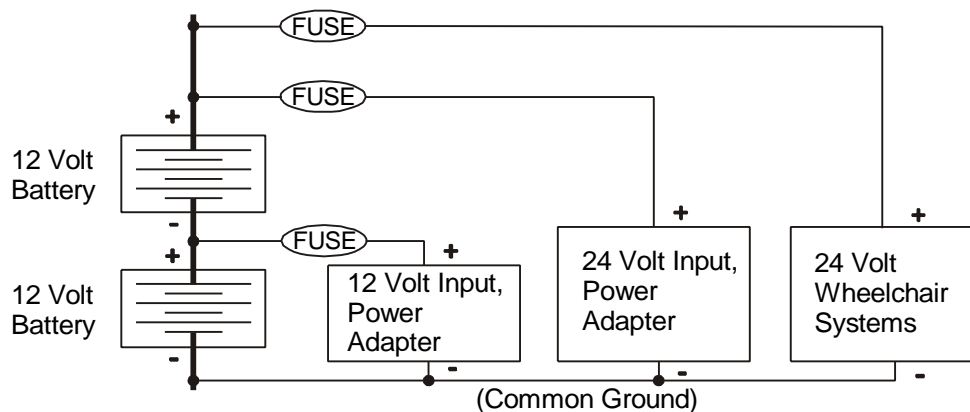 FUSE
FUSE
+
12 Volt
Battery
-
+
FUSE
12 Volt
Battery
-
+
12 Volt Input,
Power
Adapter
-
+
24 Volt Input,
Power
Adapter
-
+
24 Volt
Wheelchair
Systems
-
(Common Ground)